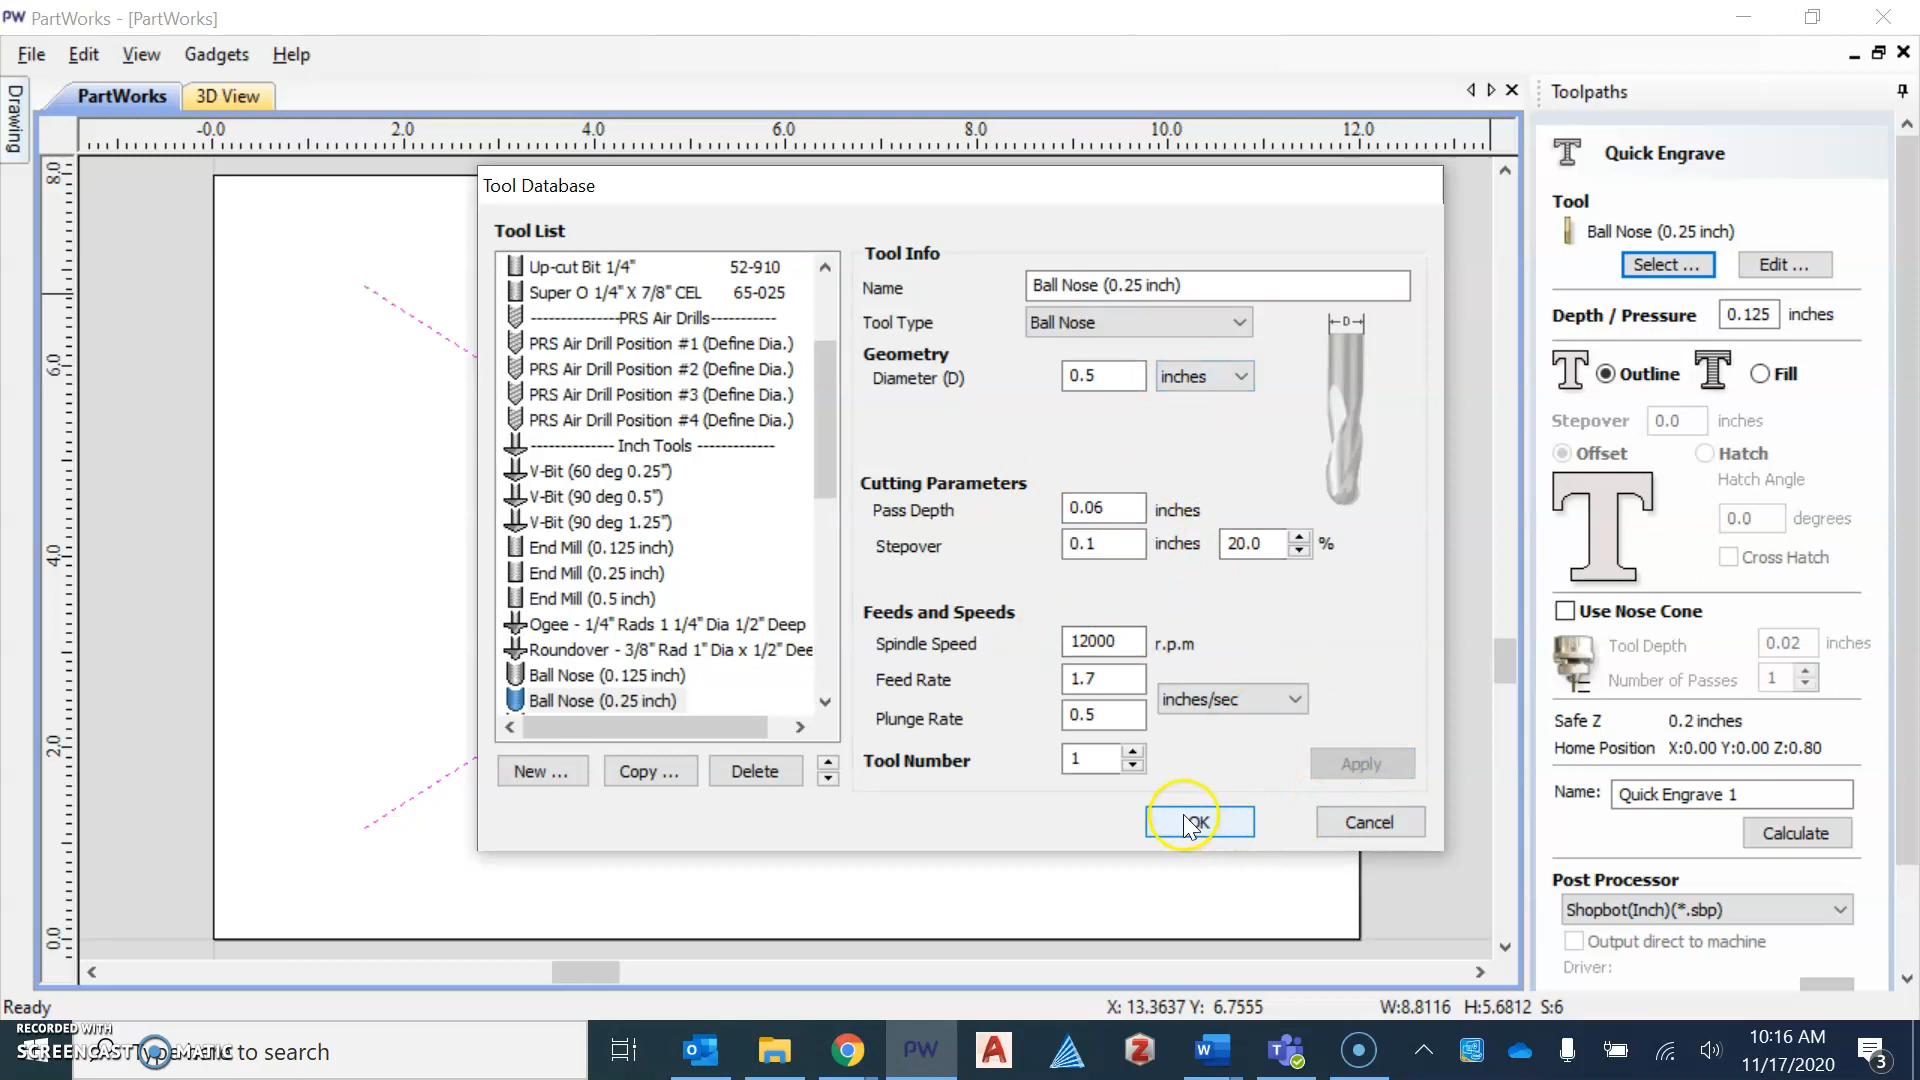 PW PartWorks - [PartWorks]
File Edit View Gadgets Help
Drawing
PartWorks 3D View
Toolpaths
-0.0 2.0 4.0 6.0 8.0 10.0 12.0
8.0
6.0
4.0
2.0
0.0
Tool Database
Tool List
Up-cut Bit 1/4" 52-910
Super O 1/4" X 7/8" CEL 65-025
---------------PRS Air Drills-----------
PRS Air Drill Position #1 (Define Dia.)
PRS Air Drill Position #2 (Define Dia.)
PRS Air Drill Position #3 (Define Dia.)
PRS Air Drill Position #4 (Define Dia.)
-------------- Inch Tools -------------
V-Bit (60 deg 0.25")
V-Bit (90 deg 0.5")
V-Bit (90 deg 1.25")
End Mill (0.125 inch)
End Mill (0.25 inch)
End Mill (0.5 inch)
Ogee - 1/4" Rads 1 1/4" Dia 1/2" Deep
Roundover - 3/8" Rad 1" Dia x 1/2" Dee
Ball Nose (0.125 inch)
Ball Nose (0.25 inch)
New ... Copy ... Delete
Tool Info
Name Ball Nose (0.25 inch)
Tool Type Ball Nose
D
Geometry
Diameter (D) 0.5 inches
Cutting Parameters
Pass Depth 0.06 inches
Stepover 0.1 inches 20.0 %
Feeds and Speeds
Spindle Speed 12000 r.p.m
Feed Rate 1.7 inches/sec
Plunge Rate 0.5
Tool Number 1
Apply
OK Cancel
Quick Engrave
Tool
Ball Nose (0.25 inch)
Select ... Edit ...
Depth / Pressure 0.125 inches
Outline Fill
Stepover 0.0 inches
Offset Hatch
Hatch Angle
0.0 degrees
Cross Hatch
Use Nose Cone
Tool Depth 0.02 inches
Number of Passes 1
Safe Z 0.2 inches
Home Position X:0.00 Y:0.00 Z:0.80
Name: Quick Engrave 1
Calculate
Post Processor
Shopbot(Inch)(*.sbp)
Output direct to machine
Driver:
Ready
X: 13.3637 Y: 6.7555
W:8.8116 H:5.6812 S:6
RECORDED WITH
SCREENCAST MATIC
Type here to search
PW
10:16 AM
11/17/2020
3